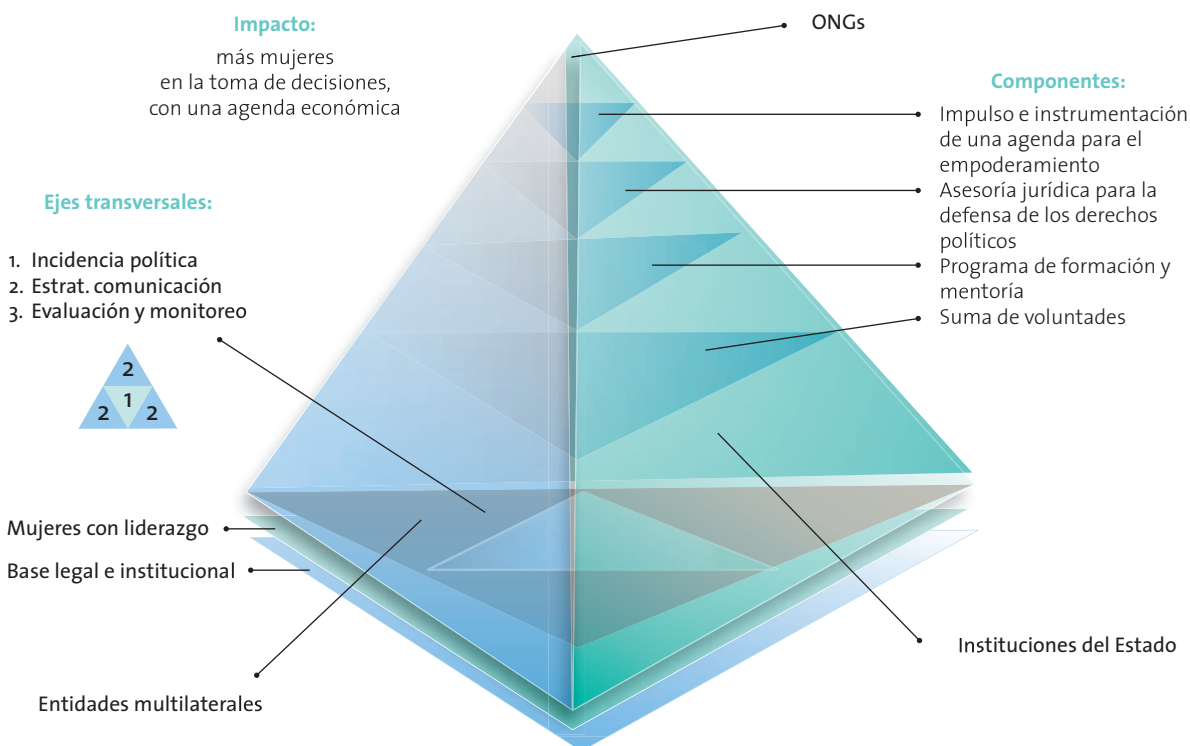 Impacto:
más mujeres
en la toma de decisiones,
con una agenda económica
ONGs
Componentes:
Impulso e instrumentación
de una agenda para el
empoderamiento
Asesoría jurídica para la
defensa de los derechos
políticos
Programa de formación y
mentoría
Suma de voluntades
Ejes transversales:
1. Incidencia política
2. Estrat. comunicación
3. Evaluación y monitoreo
2
2 1 2
Mujeres con liderazgo
Base legal e institucional
Instituciones del Estado
Entidades multilaterales